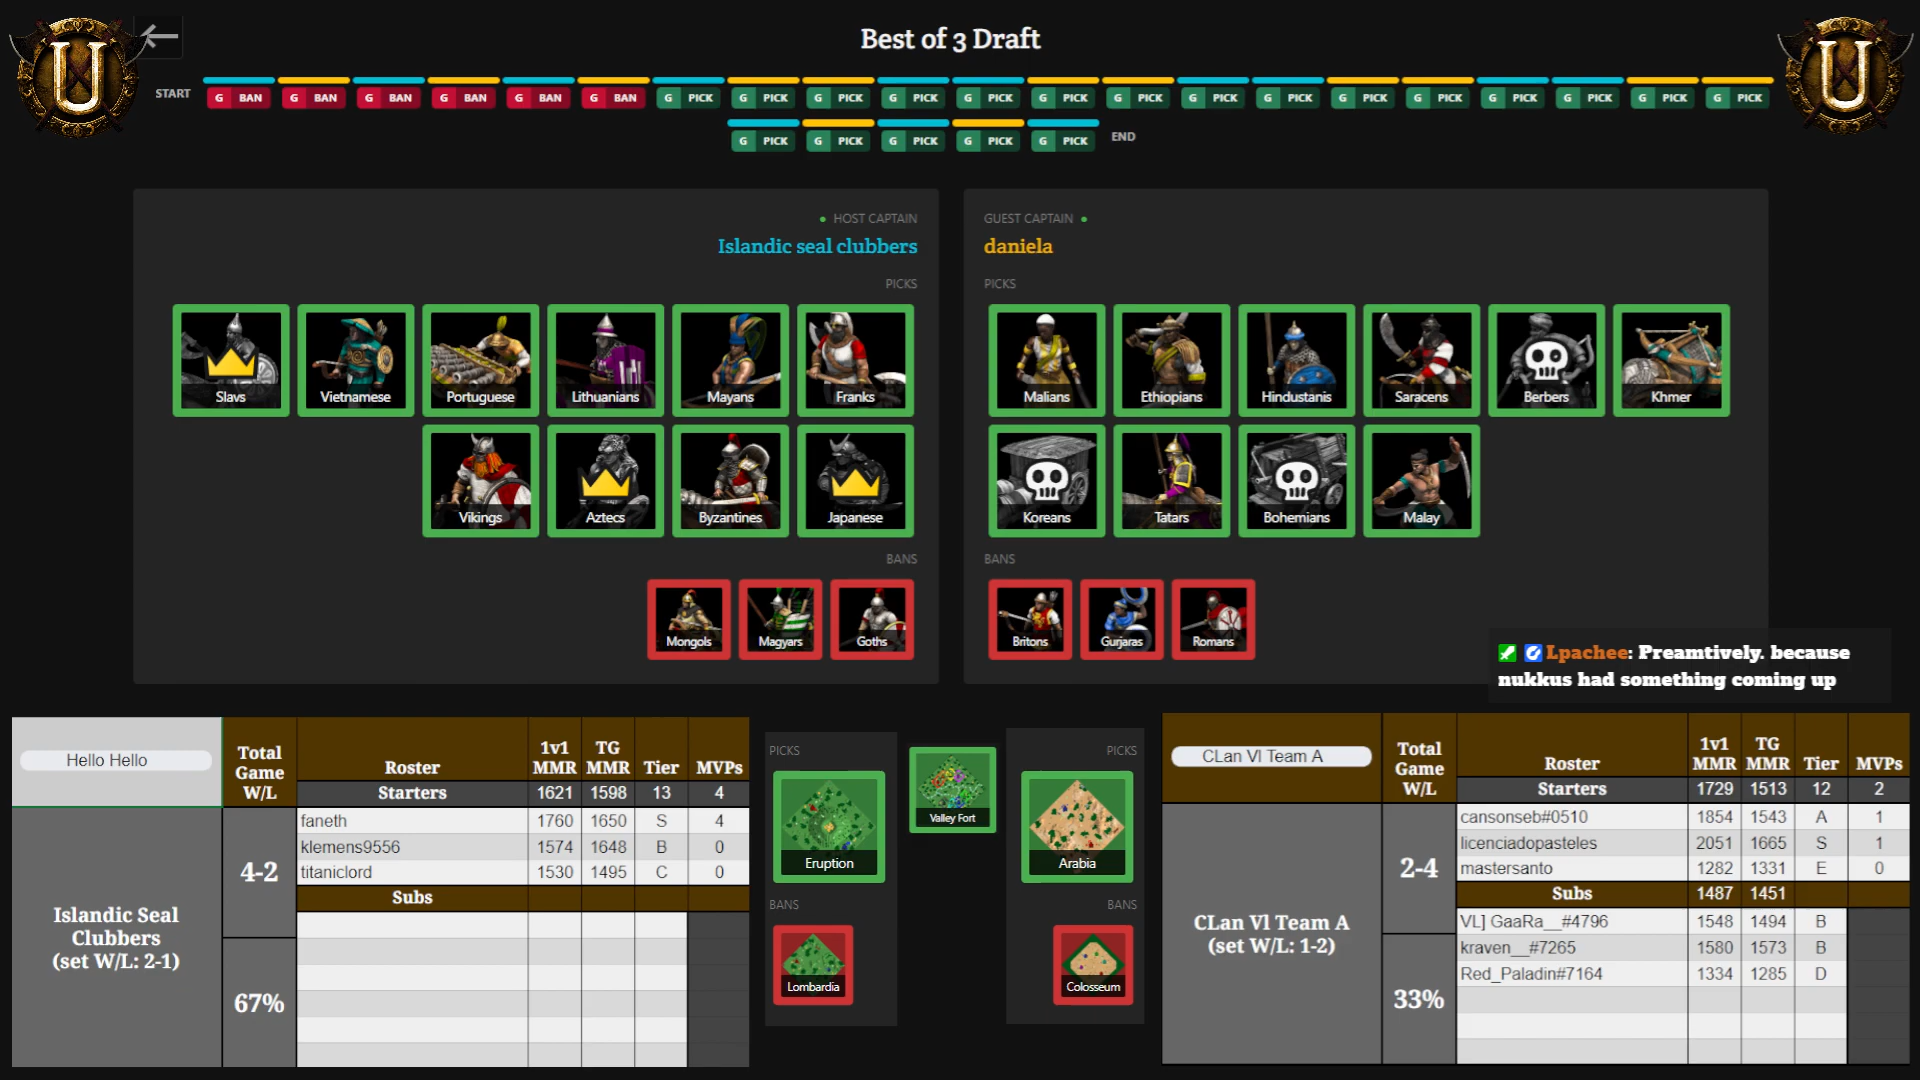 U
U
Best of 3 Draft
START
G BAN G BAN G BAN G BAN G BAN G BAN G PICK G PICK G PICK G PICK G PICK G PICK G PICK G PICK G PICK G PICK G PICK G PICK G PICK G PICK G PICK
G PICK G PICK G PICK G PICK G PICK END
HOST CAPTAIN
Islandic seal clubbers
PICKS
Slavs Vietnamese Portuguese Lithuanians Mayans Franks
Vikings Aztecs Byzantines Japanese
BANS
Mongols Magyars Goths
GUEST CAPTAIN
daniela
PICKS
Malians Ethiopians Hindustanis Saracens Berbers Khmer
Koreans Tatars Bohemians Malay
BANS
Britons Gurjaras Romans
Lpachee: Preamtively. because
nukkus had something coming up
Hello Hello
Total
Game
W/L
Roster
1v1
MMR
TG
MMR
Tier
MVPs
Starters 1621 1598 13 4
faneth 1760 1650 S 4
klemens9556 1574 1648 B 0
titaniclord 1530 1495 C 0
Subs
4-2
67%
Islandic Seal
Clubbers
(set W/L: 2-1)
PICKS
Eruption
BANS
Lombardia
Valley Fort
PICKS
Arabia
BANS
Colosseum
CLan Vl Team A
Total
Game
W/L
Roster
1v1
MMR
TG
MMR
Tier
MVPs
Starters 1729 1513 12 2
cansonseb#0510 1854 1543 A 1
licenciadopasteles 2051 1665 S 1
mastersanto 1282 1331 E 0
Subs 1487 1451
VL] GaaRa__#4796 1548 1494 B
kraven__#7265 1580 1573 B
Red_Paladin#7164 1334 1285 D
2-4
33%
CLan Vl Team A
(set W/L: 1-2)